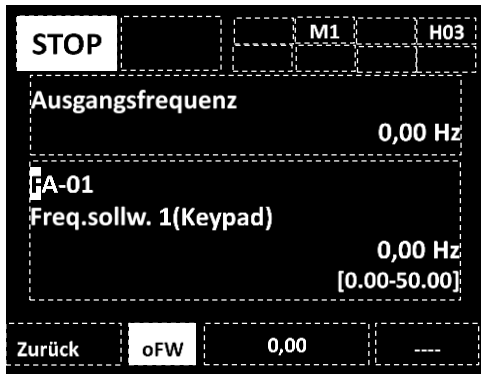 STOP M1 H03
Ausgangsfrequenz
0,00 Hz
FA-01
Freq.sollw. 1(Keypad)
0,00 Hz
[0.00-50.00]
Zurück oFW 0,00 ----